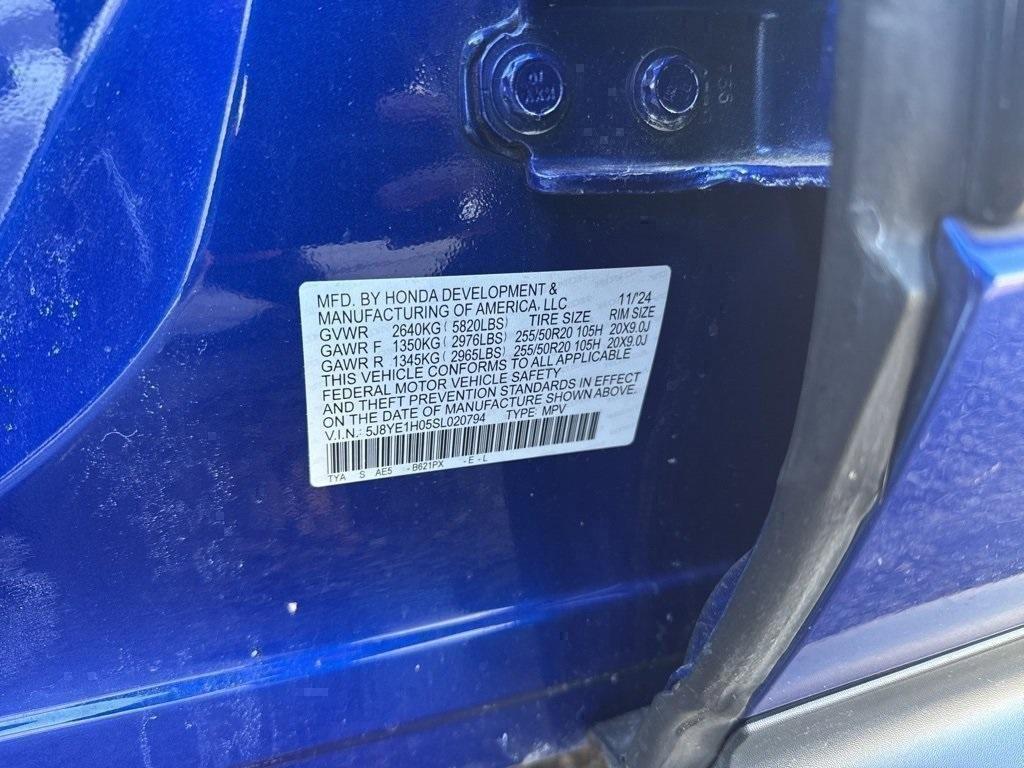 MFD. BY HONDA DEVELOPMENT &
MANUFACTURING OF AMERICA, LLC 11/'24
GVWR 2640KG ( 5820LBS) TIRE SIZE RIM SIZE
GAWR F 1350KG ( 2976LBS) 255/50R20 105H 20X9.0J
GAWR R 1345KG ( 2965LBS) 255/50R20 105H 20X9.0J
THIS VEHICLE CONFORMS TO ALL APPLICABLE
FEDERAL MOTOR VEHICLE SAFETY
AND THEFT PREVENTION STANDARDS IN EFFECT
ON THE DATE OF MANUFACTURE SHOWN ABOVE.
V.I.N.: 5J8YE1H05SL020794 TYPE: MPV
TYA S AE5 - B621PX - E - L